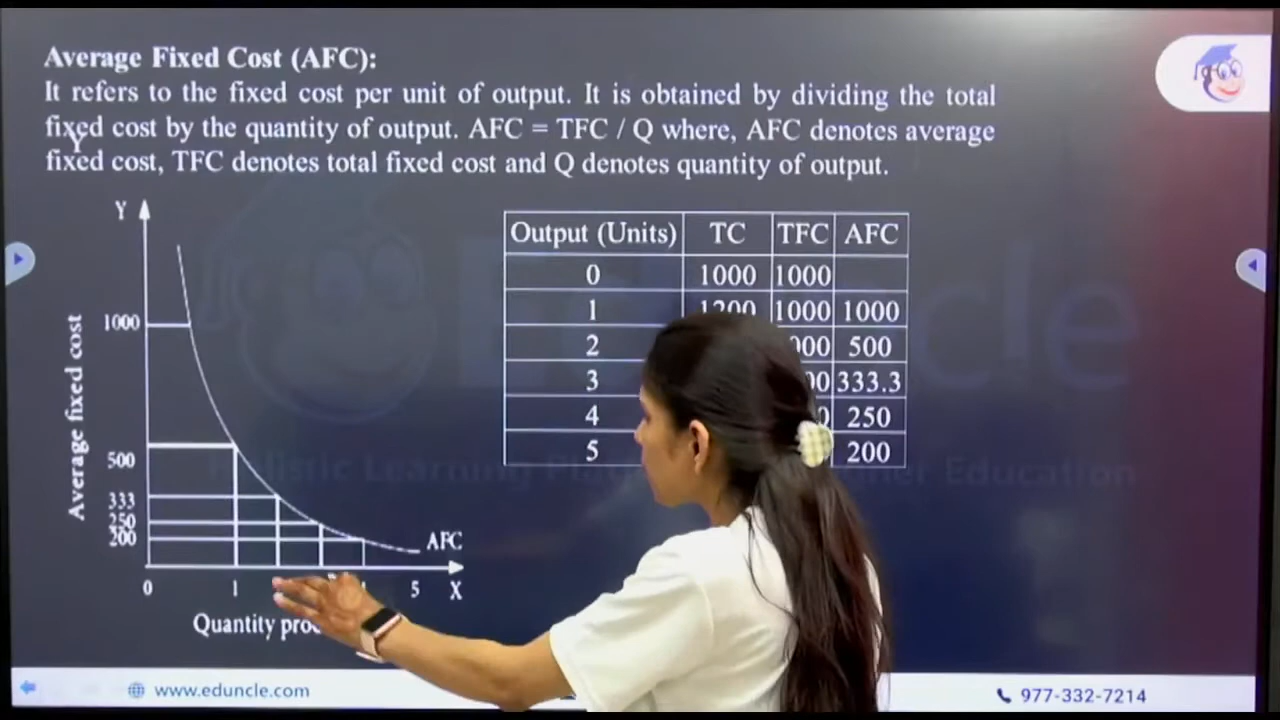 Average Fixed Cost (AFC):
It refers to the fixed cost per unit of output. It is obtained by dividing the total
fixed cost by the quantity of output. AFC = TFC / Q where, AFC denotes average
Y
fixed cost, TFC denotes total fixed cost and Q denotes quantity of output.
Y
1000
500
333
250
200
Average fixed cost
AFC
0 1 5 X
Quantity
Output (Units) TC TFC AFC
0 1000 1000
1 1200 1000 1000
2 500
3 333.3
4 250
5 200
www.eduncle.com
977-332-7214